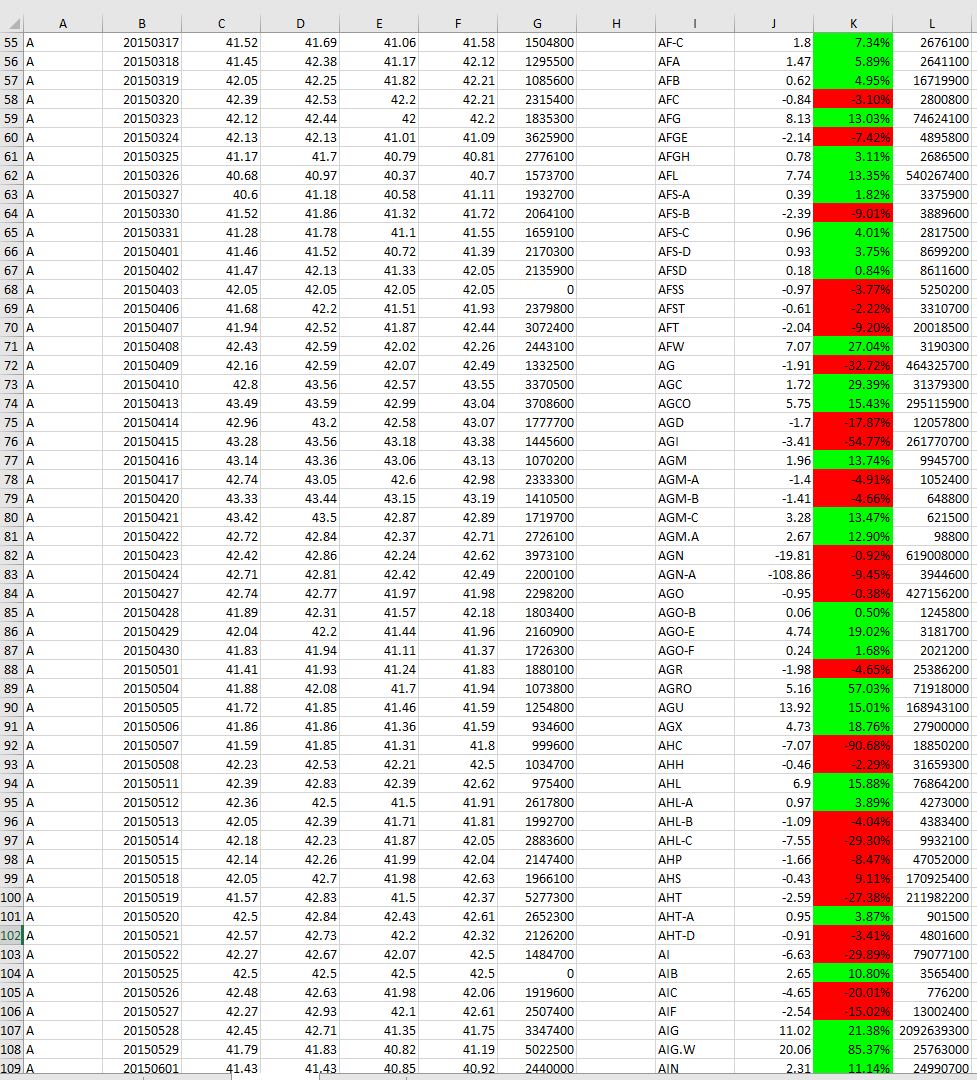 A B C D E F G H I J K L
55 A 20150317 41.52 41.69 41.06 41.58 1504800 AF-C 1.8 7.34% 2676100
56 A 20150318 41.45 42.38 41.17 42.12 1295500 AFA 1.47 5.89% 2641100
57 A 20150319 42.05 42.25 41.82 42.21 1085600 AFB 0.62 4.95% 16719900
58 A 20150320 42.39 42.53 42.2 42.21 2315400 AFC -0.84 -3.10% 2800800
59 A 20150323 42.12 42.44 42 42.2 1835300 AFG 8.13 13.03% 74624100
60 A 20150324 42.13 42.13 41.01 41.09 3625900 AFGE -2.14 -7.42% 4895800
61 A 20150325 41.17 41.7 40.79 40.81 2776100 AFGH 0.78 3.11% 2686500
62 A 20150326 40.68 40.97 40.37 40.7 1573700 AFL 7.74 13.35% 540267400
63 A 20150327 40.6 41.18 40.58 41.11 1932700 AFS-A 0.39 1.82% 3375900
64 A 20150330 41.52 41.86 41.32 41.72 2064100 AFS-B -2.39 -9.01% 3889600
65 A 20150331 41.28 41.78 41.1 41.55 1659100 AFS-C 0.96 4.01% 2817500
66 A 20150401 41.46 41.52 40.72 41.39 2170300 AFS-D 0.93 3.75% 8699200
67 A 20150402 41.47 42.13 41.33 42.05 2135900 AFSD 0.18 0.84% 8611600
68 A 20150403 42.05 42.05 42.05 42.05 0 AFSS -0.97 -3.77% 5250200
69 A 20150406 41.68 42.2 41.51 41.93 2379800 AFST -0.61 -2.22% 3310700
70 A 20150407 41.94 42.52 41.87 42.44 3072400 AFT -2.04 -9.20% 20018500
71 A 20150408 42.43 42.59 42.02 42.26 2443100 AFW 7.07 27.04% 3190300
72 A 20150409 42.16 42.59 42.07 42.49 1332500 AG -1.91 -32.72% 464325700
73 A 20150410 42.8 43.56 42.57 43.55 3370500 AGC 1.72 29.39% 31379300
74 A 20150413 43.49 43.59 42.99 43.04 3708600 AGCO 5.75 15.43% 295115900
75 A 20150414 42.96 43.2 42.58 43.07 1777700 AGD -1.7 -17.87% 12057800
76 A 20150415 43.28 43.56 43.18 43.38 1445600 AGI -3.41 -54.77% 261770700
77 A 20150416 43.14 43.36 43.06 43.13 1070200 AGM 1.96 13.74% 9945700
78 A 20150417 42.74 43.05 42.6 42.98 2333300 AGM-A -1.4 -4.91% 1052400
79 A 20150420 43.33 43.44 43.15 43.19 1410500 AGM-B -1.41 -4.66% 648800
80 A 20150421 43.42 43.5 42.87 42.89 1719700 AGM-C 3.28 13.47% 621500
81 A 20150422 42.72 42.84 42.37 42.71 2726100 AGM.A 2.67 12.90% 98800
82 A 20150423 42.42 42.86 42.24 42.62 3973100 AGN -19.81 -0.92% 619008000
83 A 20150424 42.71 42.81 42.42 42.49 2200100 AGN-A -108.86 -9.45% 3944600
84 A 20150427 42.74 42.77 41.97 41.98 2298200 AGO -0.95 -0.38% 427156200
85 A 20150428 41.89 42.31 41.57 42.18 1803400 AGO-B 0.06 0.50% 1245800
86 A 20150429 42.04 42.2 41.44 41.96 2160900 AGO-E 4.74 19.02% 3181700
87 A 20150430 41.83 41.94 41.11 41.37 1726300 AGO-F 0.24 1.68% 2021200
88 A 20150501 41.41 41.93 41.24 41.83 1880100 AGR -1.98 -4.65% 25386200
89 A 20150504 41.88 42.08 41.7 41.94 1073800 AGRO 5.16 57.03% 71918000
90 A 20150505 41.72 41.85 41.46 41.59 1254800 AGU 13.92 15.01% 168943100
91 A 20150506 41.86 41.86 41.36 41.59 934600 AGX 4.73 18.76% 27900000
92 A 20150507 41.59 41.85 41.31 41.8 999600 AHC -7.07 -90.68% 18850200
93 A 20150508 42.23 42.53 42.21 42.5 1034700 AHH -0.46 -2.29% 31659300
94 A 20150511 42.39 42.83 42.39 42.62 975400 AHL 6.9 15.88% 76864200
95 A 20150512 42.36 42.5 41.5 41.91 2617800 AHL-A 0.97 3.89% 4273000
96 A 20150513 42.05 42.39 41.71 41.81 1992700 AHL-B -1.09 -4.04% 4383400
97 A 20150514 42.18 42.23 41.87 42.05 2883600 AHL-C -7.55 -29.30% 9932100
98 A 20150515 42.14 42.26 41.99 42.04 2147400 AHP -1.66 -8.47% 47052000
99 A 20150518 42.05 42.7 41.98 42.63 1966100 AHS -0.43 9.11% 170925400
100 A 20150519 41.57 42.83 41.5 42.37 5277300 AHT -2.59 -27.38% 211982200
101 A 20150520 42.5 42.84 42.43 42.61 2652300 AHT-A 0.95 3.87% 901500
102 A 20150521 42.57 42.73 42.2 42.32 2126200 AHT-D -0.91 -3.41% 4801600
103 A 20150522 42.27 42.67 42.07 42.5 1484700 AI -6.63 -29.89% 79077100
104 A 20150525 42.5 42.5 42.5 42.5 0 AIB 2.65 10.80% 3565400
105 A 20150526 42.48 42.63 41.98 42.06 1919600 AIC -4.65 -20.01% 776200
106 A 20150527 42.27 42.93 42.1 42.61 2507400 AIF -2.54 -15.02% 13002400
107 A 20150528 42.45 42.71 41.35 41.75 3347400 AIG 11.02 21.38% 2092639300
108 A 20150529 41.79 41.83 40.82 41.19 5022500 AIG.W 20.06 85.37% 25763000
109 A 20150601 41.43 41.43 40.85 40.92 2440000 AIN 2.31 11.14% 24990700